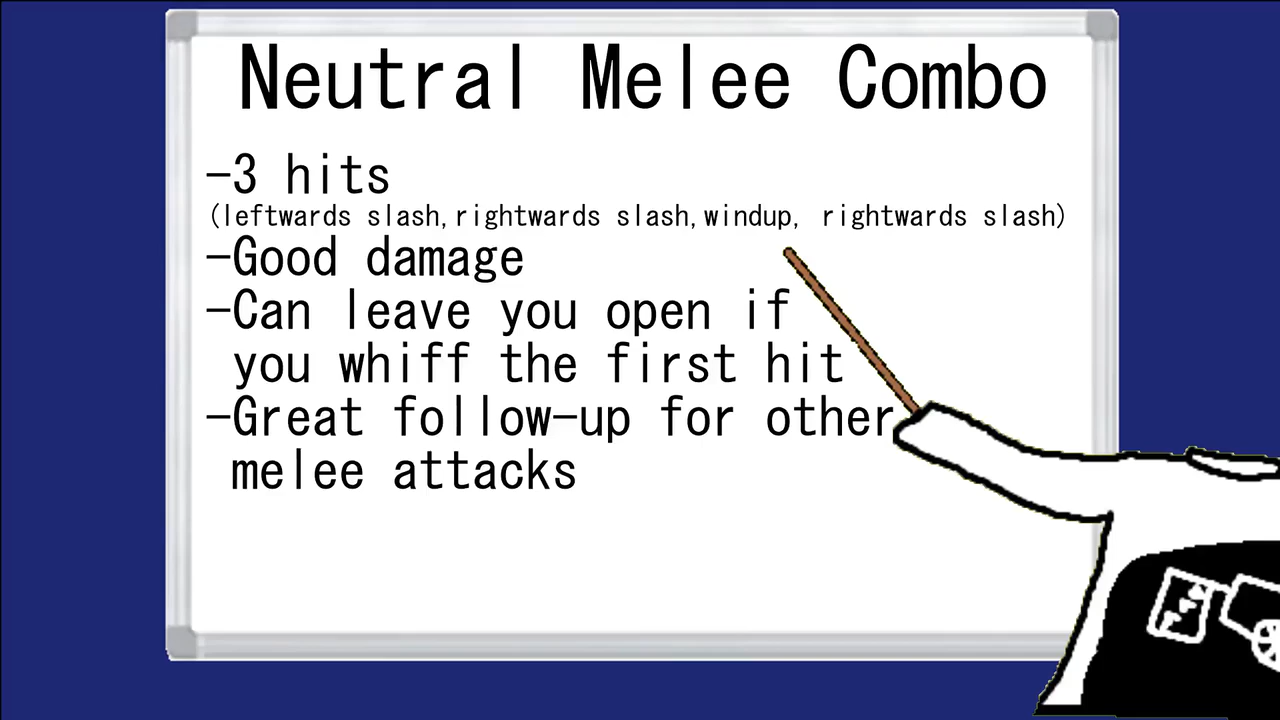 Neutral Melee Combo
-3 hits
(leftwards slash,rightwards slash,windup, rightwards slash)
-Good damage
-Can leave you open if
you whiff the first hit
-Great follow-up for other
melee attacks